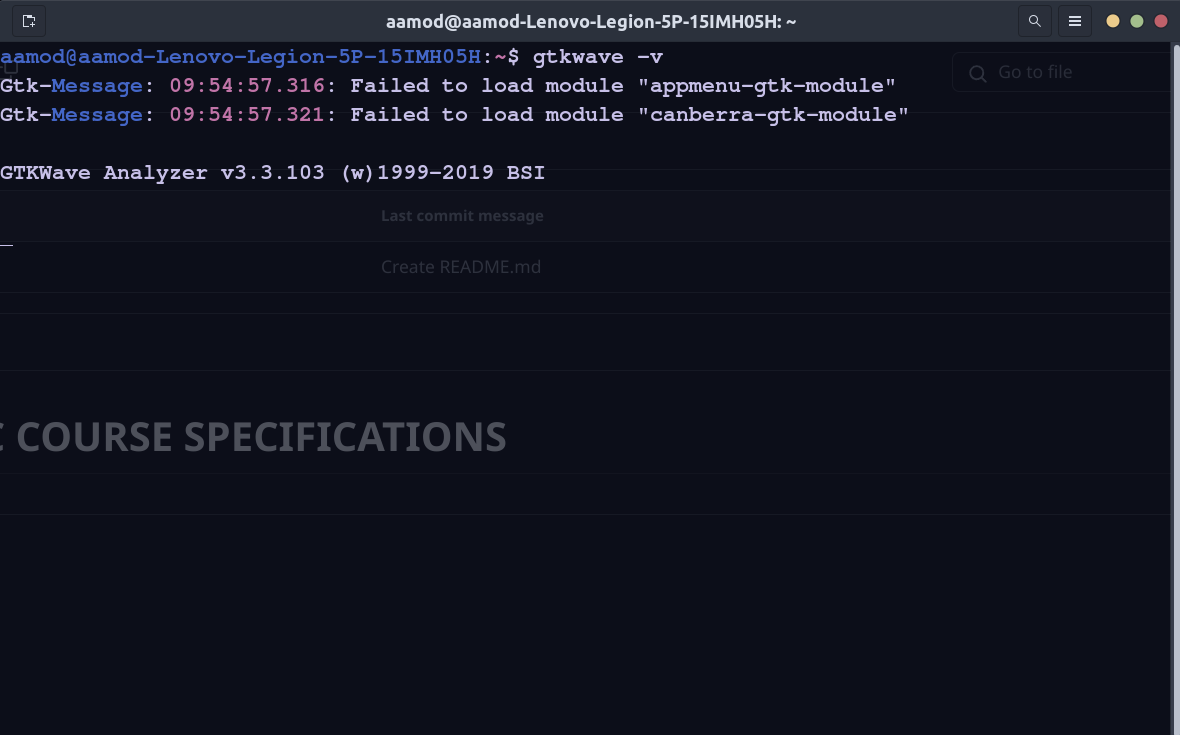 aamod@aamod-Lenovo-Legion-5P-15IMH05H: ~
aamod@aamod-Lenovo-Legion-5P-15IMH05H:~$ gtkwave -v
Gtk-Message: 09:54:57.316: Failed to load module "appmenu-gtk-module"
Go to file
Gtk-Message: 09:54:57.321: Failed to load module "canberra-gtk-module"
GTKWave Analyzer v3.3.103 (w)1999-2019 BSI
Last commit message
Create README.md
COURSE SPECIFICATIONS